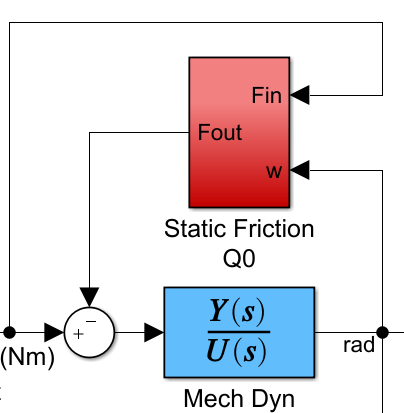 Fin
Fout
w
Static Friction
Q0
−
+
Y(s)
U(s)
rad
(Nm)
Mech Dyn